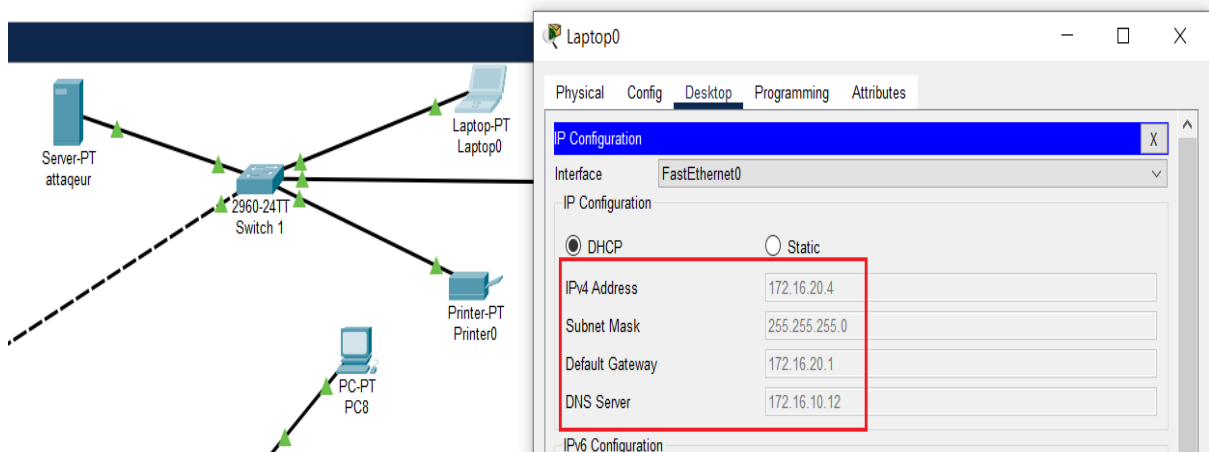 Server-PT
attaqeur
Laptop-PT
Laptop0
2960-24TT
Switch 1
Printer-PT
Printer0
PC-PT
PC8
Laptop0
Physical Config Desktop Programming Attributes
IP Configuration X
Interface FastEthernet0
IP Configuration
DHCP Static
IPv4 Address 172.16.20.4
Subnet Mask 255.255.255.0
Default Gateway 172.16.20.1
DNS Server 172.16.10.12
IPv6 Configuration